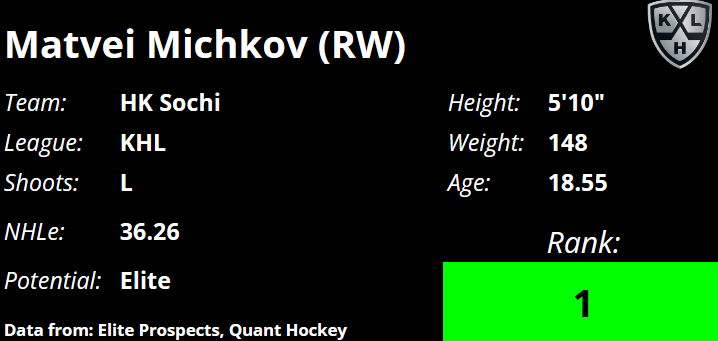 KHL
Matvei Michkov (RW)
Team: HK Sochi Height: 5'10"
League: KHL Weight: 148
Shoots: L Age: 18.55
NHLe: 36.26 Rank:
Potential: Elite 1
Data from: Elite Prospects, Quant Hockey